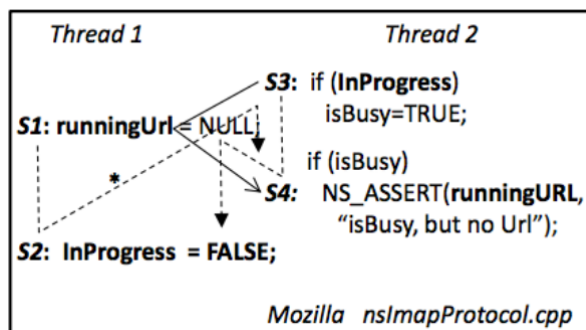 Thread 1
Thread 2
S3: if (InProgress)
isBusy=TRUE;
S1: runningUrl = NULL;
*
if (isBusy)
S4: NS_ASSERT(runningURL,
“isBusy, but no Url”);
S2: InProgress = FALSE;
Mozilla nsImapProtocol.cpp